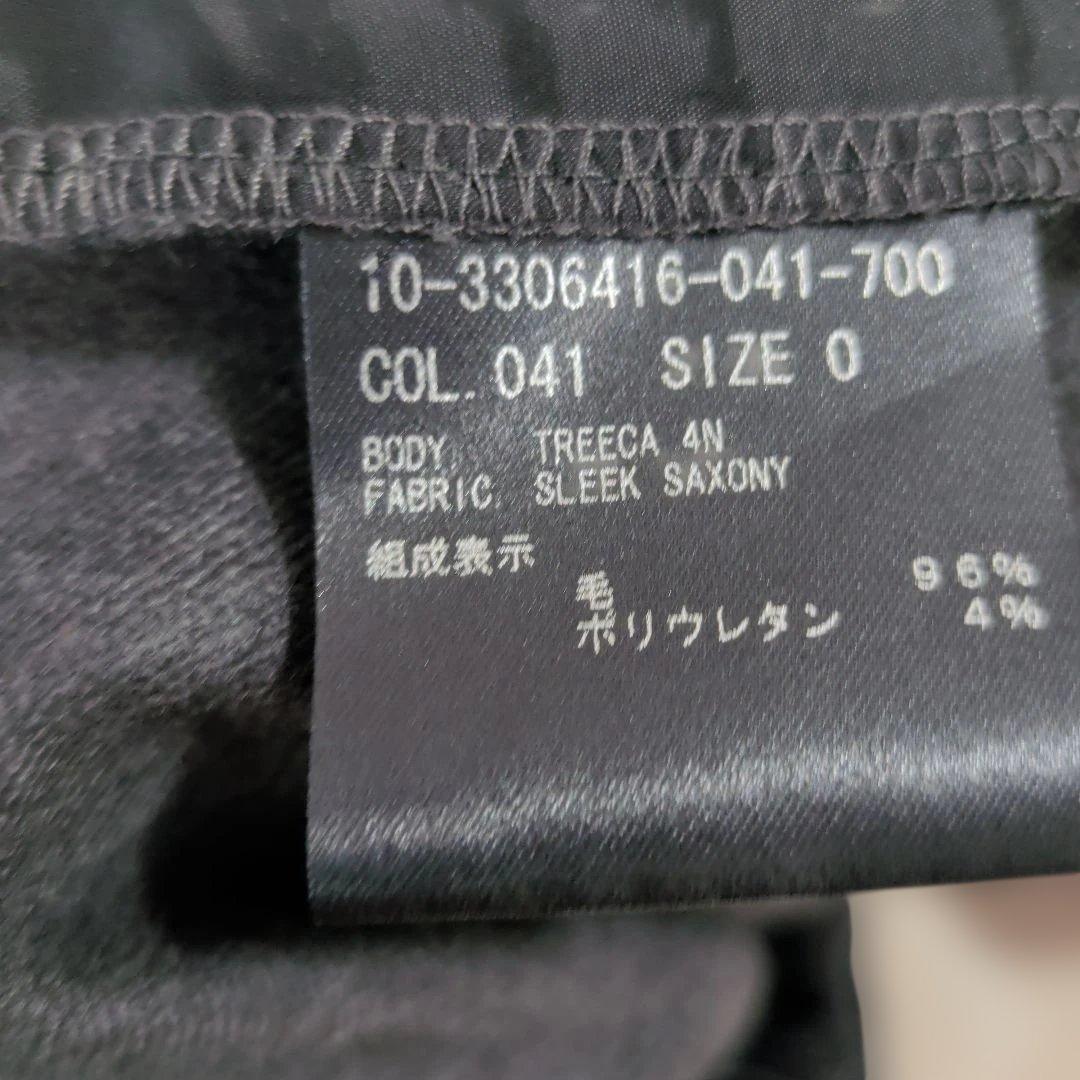 10-3306416-041-700
COL. 041 SIZE 0
BODY. TREECA 4N
FABRIC. SLEEK SAXONY
組成表示
毛 96%
ポリウレタン 4%